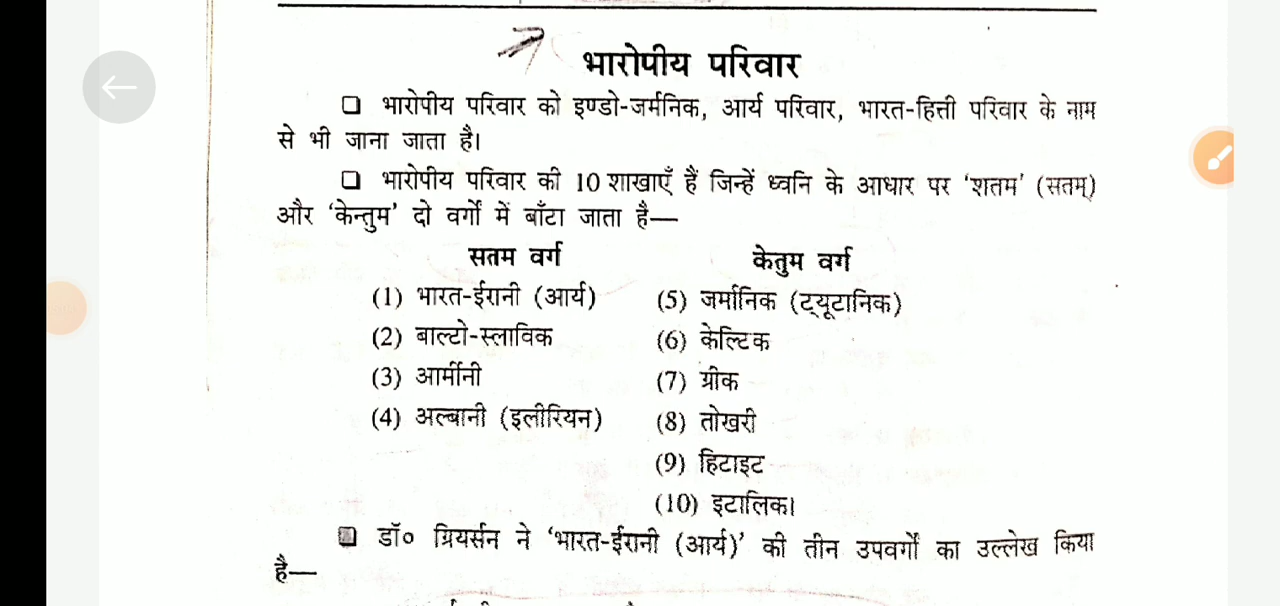 भारोपीय परिवार
❑ भारोपीय परिवार को इण्डो-जर्मनिक, आर्य परिवार, भारत-हित्ती परिवार के नाम
से भी जाना जाता है।
❑ भारोपीय परिवार की 10 शाखाएँ हैं जिन्हें ध्वनि के आधार पर ‘शतम’ (सतम्)
और ‘केन्तुम’ दो वर्गों में बाँटा जाता है—
सतम वर्ग केतुम वर्ग
(1) भारत-ईरानी (आर्य) (5) जर्मानिक (ट्यूटानिक)
(2) बाल्टो-स्लाविक (6) केल्टिक
(3) आर्मीनी (7) ग्रीक
(4) अल्बानी (इलीरियन) (8) तोखरी
(9) हिटाइट
(10) इटालिक।
❑ डॉ० ग्रियर्सन ने ‘भारत-ईरानी (आर्य)’ की तीन उपवर्गों का उल्लेख किया
है—